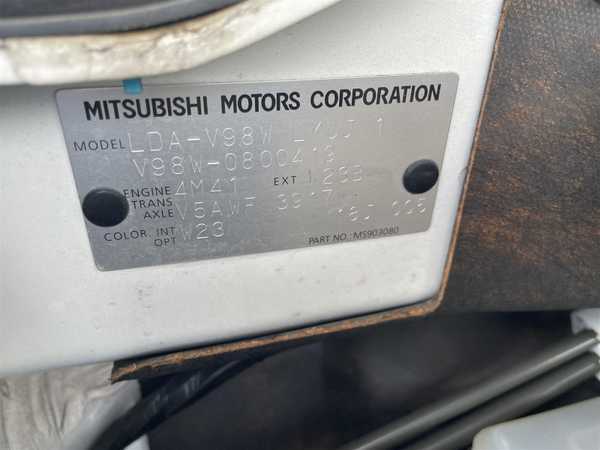 MITSUBISHI MOTORS CORPORATION
MODEL LDA-V98W
V98W-0800413
ENGINE 4M41 EXT
TRANS
AXLE V5AWF
COLOR. INT
OPT
PART NO.: MS903080